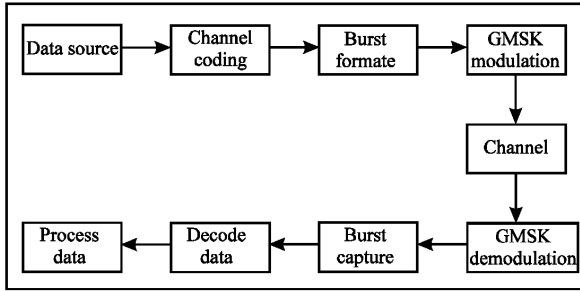 Data source
Channel
coding
Burst
formate
GMSK
modulation
Channel
GMSK
demodulation
Burst
capture
Decode
data
Process
data